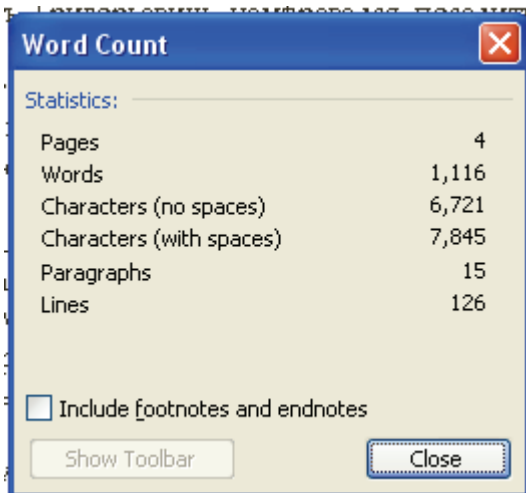 Word Count
Statistics:
Pages 4
Words 1,116
Characters (no spaces) 6,721
Characters (with spaces) 7,845
Paragraphs 15
Lines 126
Include footnotes and endnotes
Show Toolbar Close